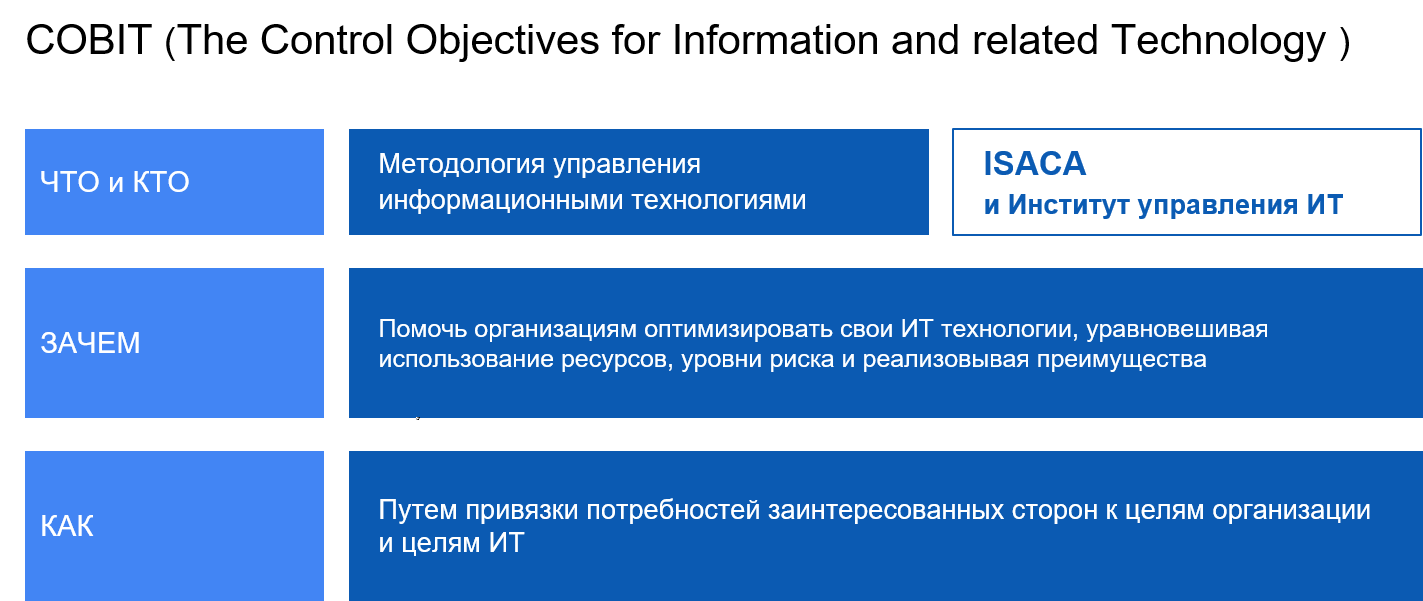 COBIT (The Control Objectives for Information and related Technology )
ЧТО и КТО
Методология управления
информационными технологиями
ISACA
и Институт управления ИТ
ЗАЧЕМ
Помочь организациям оптимизировать свои ИТ технологии, уравновешивая
использование ресурсов, уровни риска и реализовывая преимущества
КАК
Путем привязки потребностей заинтересованных сторон к целям организации
и целям ИТ